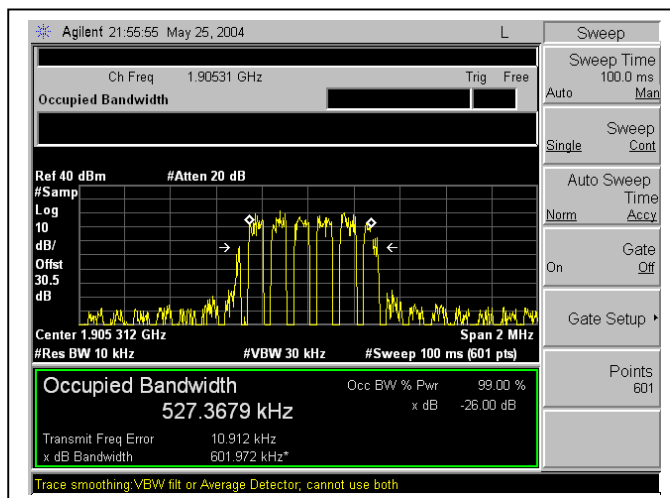 Agilent 21:55:55 May 25, 2004 L
Sweep
Ch Freq 1.90531 GHz Trig Free
Occupied Bandwidth
Sweep Time
100.0 ms
Auto Man
Sweep
Single Cont
Auto Sweep
Time
Norm Accy
Gate
On Off
Gate Setup
Points
601
Ref 40 dBm #Atten 20 dB
#Samp
Log
10
dB/
Offst
30.5
dB
Center 1.905 312 GHz Span 2 MHz
#Res BW 10 kHz #VBW 30 kHz #Sweep 100 ms (601 pts)
Occupied Bandwidth Occ BW % Pwr 99.00 %
527.3679 kHz x dB -26.00 dB
Transmit Freq Error 10.912 kHz
x dB Bandwidth 601.972 kHz*
Trace smoothing:VBW filt or Average Detector; cannot use both